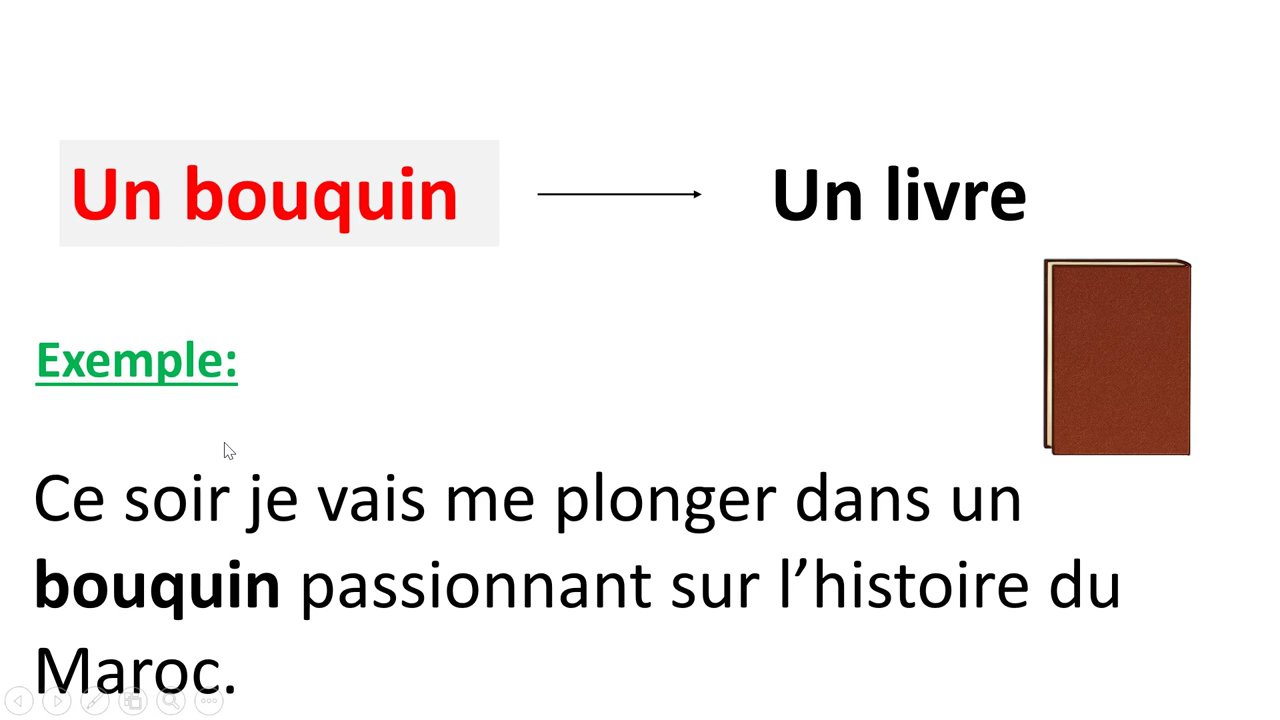 Un bouquin
Un livre
Exemple:
Ce soir je vais me plonger dans un
bouquin passionnant sur l’histoire du
Maroc.